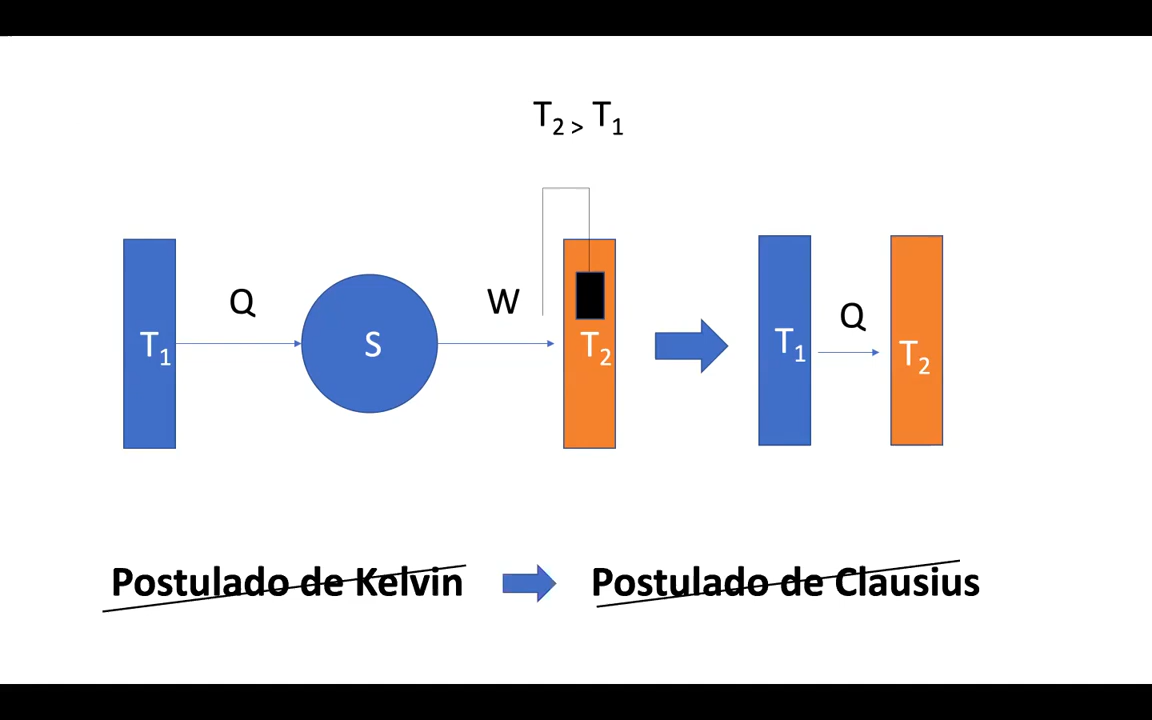 T₂ > T₁
Q
W
T₁
S
T₂
T₁
Q
T₂
Postulado de Kelvin
Postulado de Clausius